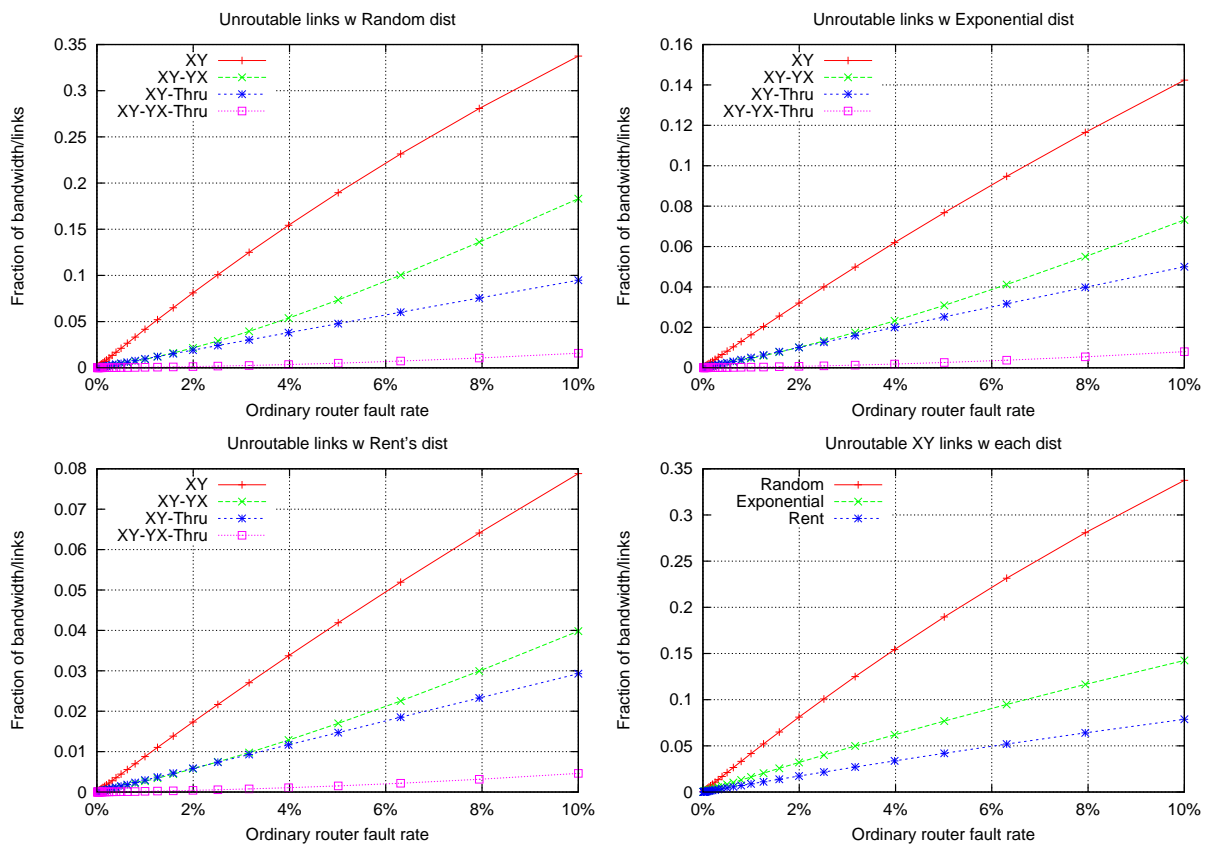 Unroutable links w Random dist
Fraction of bandwidth/links
0.35
0.3
0.25
0.2
0.15
0.1
0.05
0
XY
XY-YX
XY-Thru
XY-YX-Thru
0% 2% 4% 6% 8% 10%
Ordinary router fault rate
Unroutable links w Exponential dist
Fraction of bandwidth/links
0.16
0.14
0.12
0.1
0.08
0.06
0.04
0.02
0
XY
XY-YX
XY-Thru
XY-YX-Thru
0% 2% 4% 6% 8% 10%
Ordinary router fault rate
Unroutable links w Rent's dist
Fraction of bandwidth/links
0.08
0.07
0.06
0.05
0.04
0.03
0.02
0.01
0
XY
XY-YX
XY-Thru
XY-YX-Thru
0% 2% 4% 6% 8% 10%
Ordinary router fault rate
Unroutable XY links w each dist
Fraction of bandwidth/links
0.35
0.3
0.25
0.2
0.15
0.1
0.05
0
Random
Exponential
Rent
0% 2% 4% 6% 8% 10%
Ordinary router fault rate